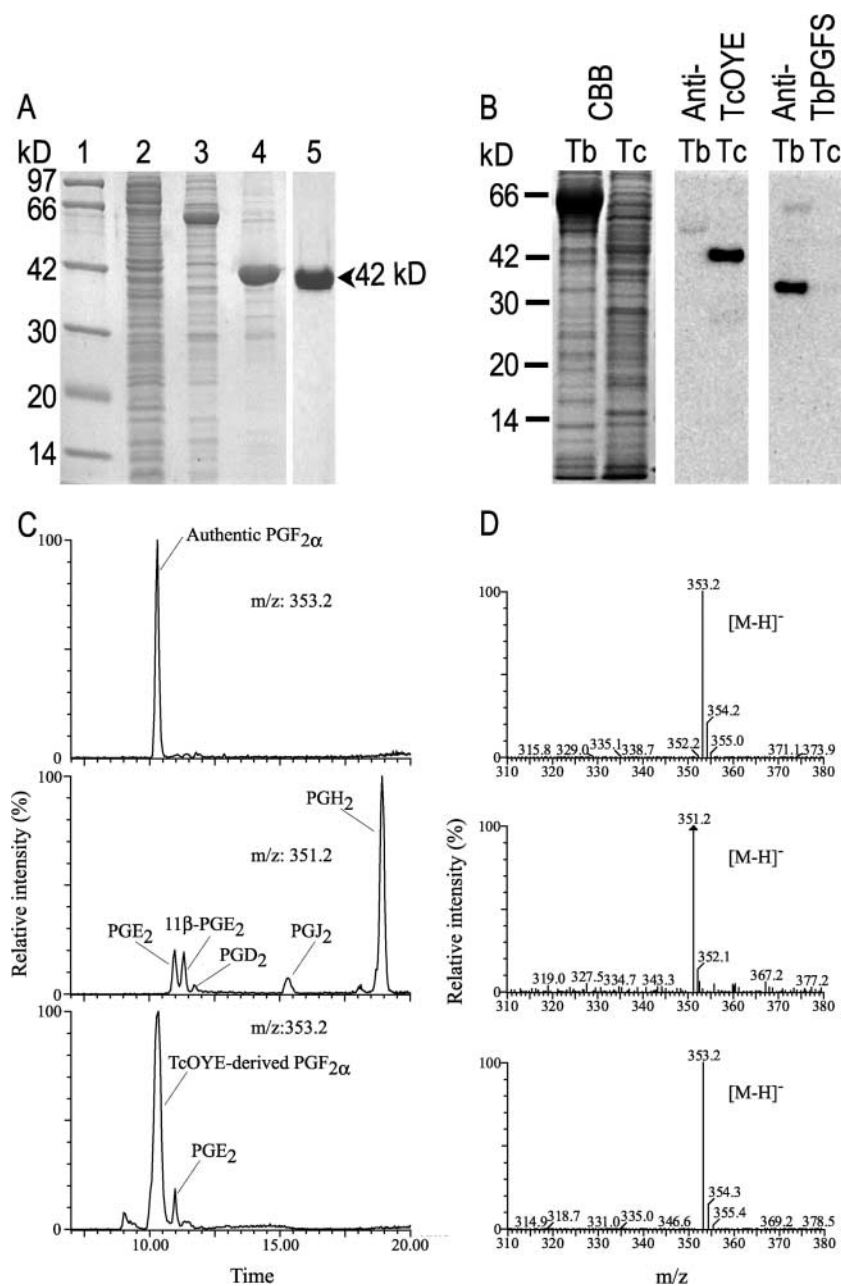 A
kD 1 2 3 4 5
97
66
42
30
20
14
42 kD
B
CBB
Anti-
TcOYE
Anti-
TbPGFS
kD Tb Tc Tb Tc Tb Tc
66
42
30
20
14
C
100
Authentic PGF2α
m/z: 353.2
0
Relative intensity (%)
100
PGH2
m/z: 351.2
PGE2
11β-PGE2
PGD2
PGJ2
0
100
m/z:353.2
TcOYE-derived PGF2α
PGE2
0
10.00 15.00 20.00
Time
D
100
353.2
[M-H]-
354.2
315.8 329.0 335.1 338.7 352.2 355.0 371.1 373.9
0
310 320 330 340 350 360 370 380
Relative intensity (%)
100
351.2
[M-H]-
352.1
319.0 327.5 334.7 343.3 367.2 377.2
0
310 320 330 340 350 360 370 380
100
353.2
[M-H]-
354.3
314.9 318.7 331.0 335.0 346.6 355.4 369.2 378.5
0
310 320 330 340 350 360 370 380
m/z